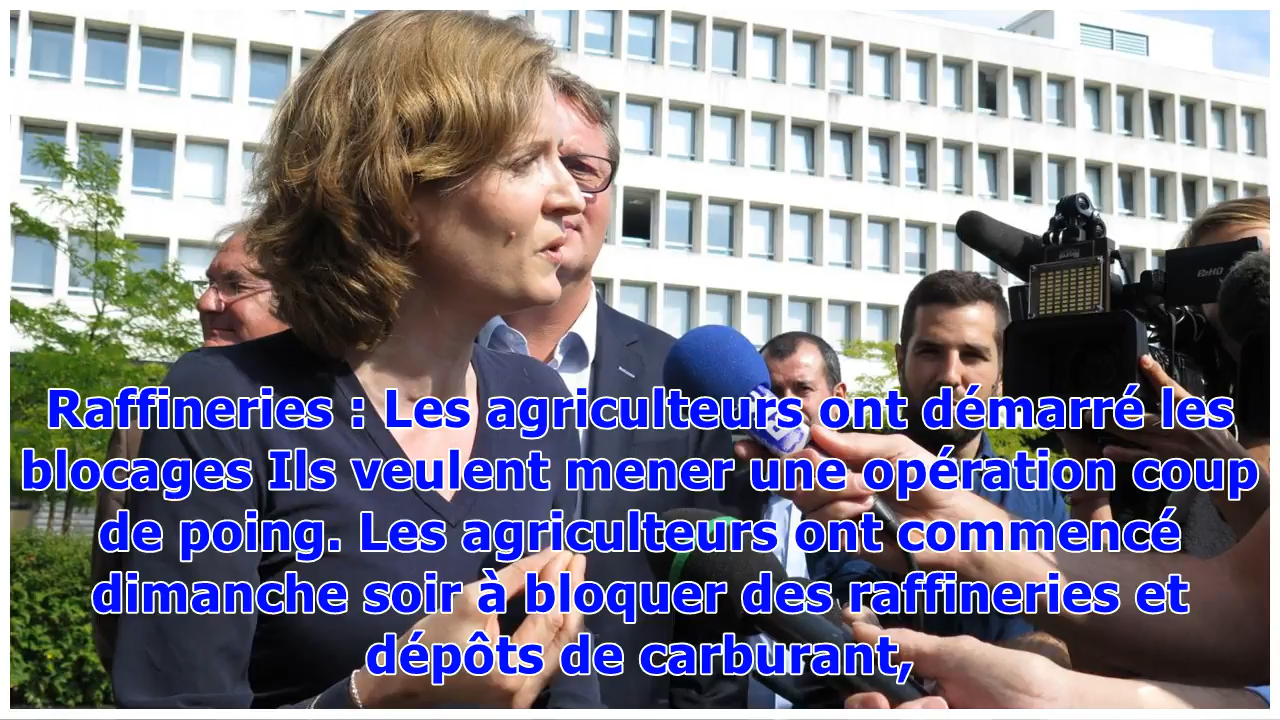 Raffineries : Les agriculteurs ont démarré les
blocages Ils veulent mener une opération coup
de poing. Les agriculteurs ont commencé
dimanche soir à bloquer des raffineries et
dépôts de carburant,